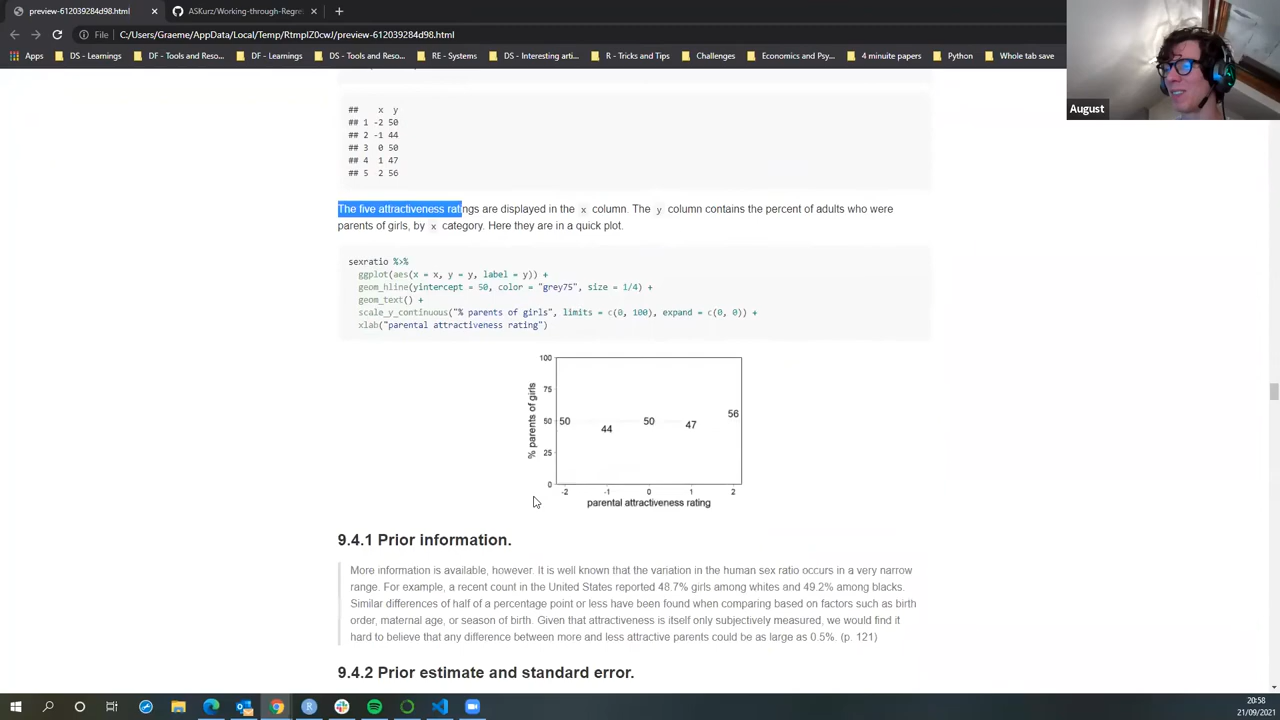 preview-612039284d98.html
ASKurz/Working-through-Regre
File
C:/Users/Graeme/AppData/Local/Temp/RtmpIZ0cwJ/preview-612039284d98.html
Apps
DS - Learnings
DF - Tools and Reso...
DS - Tools and Reso...
RE - Systems
DS - Interesting arti...
R - Tricks and Tips
Challenges
Economics and Psy...
4 minuite papers
Python
Whole tab save
August
## x y
## 1 -2 50
## 2 -1 44
## 3 0 50
## 4 1 47
## 5 2 56
The five attractiveness ratings are displayed in the x column. The y column contains the percent of adults who were
parents of girls, by x category. Here they are in a quick plot.
sexratio %>%
ggplot(aes(x = x, y = y, label = y)) +
geom_hline(yintercept = 50, color = "grey75", size = 1/4) +
geom_text() +
scale_y_continuous("% parents of girls", limits = c(0, 100), expand = c(0, 0)) +
xlab("parental attractiveness rating")
% parents of girls
100
75
50
25
0
50
44
50
47
56
-2
-1
0
1
2
parental attractiveness rating
9.4.1 Prior information.
More information is available, however. It is well known that the variation in the human sex ratio occurs in a very narrow
range. For example, a recent count in the United States reported 48.7% girls among whites and 49.2% among blacks.
Similar differences of half of a percentage point or less have been found when comparing based on factors such as birth
order, maternal age, or season of birth. Given that attractiveness is itself only subjectively measured, we would find it
hard to believe that any difference between more and less attractive parents could be as large as 0.5%. (p. 121)
9.4.2 Prior estimate and standard error.
20:58
21/09/2021